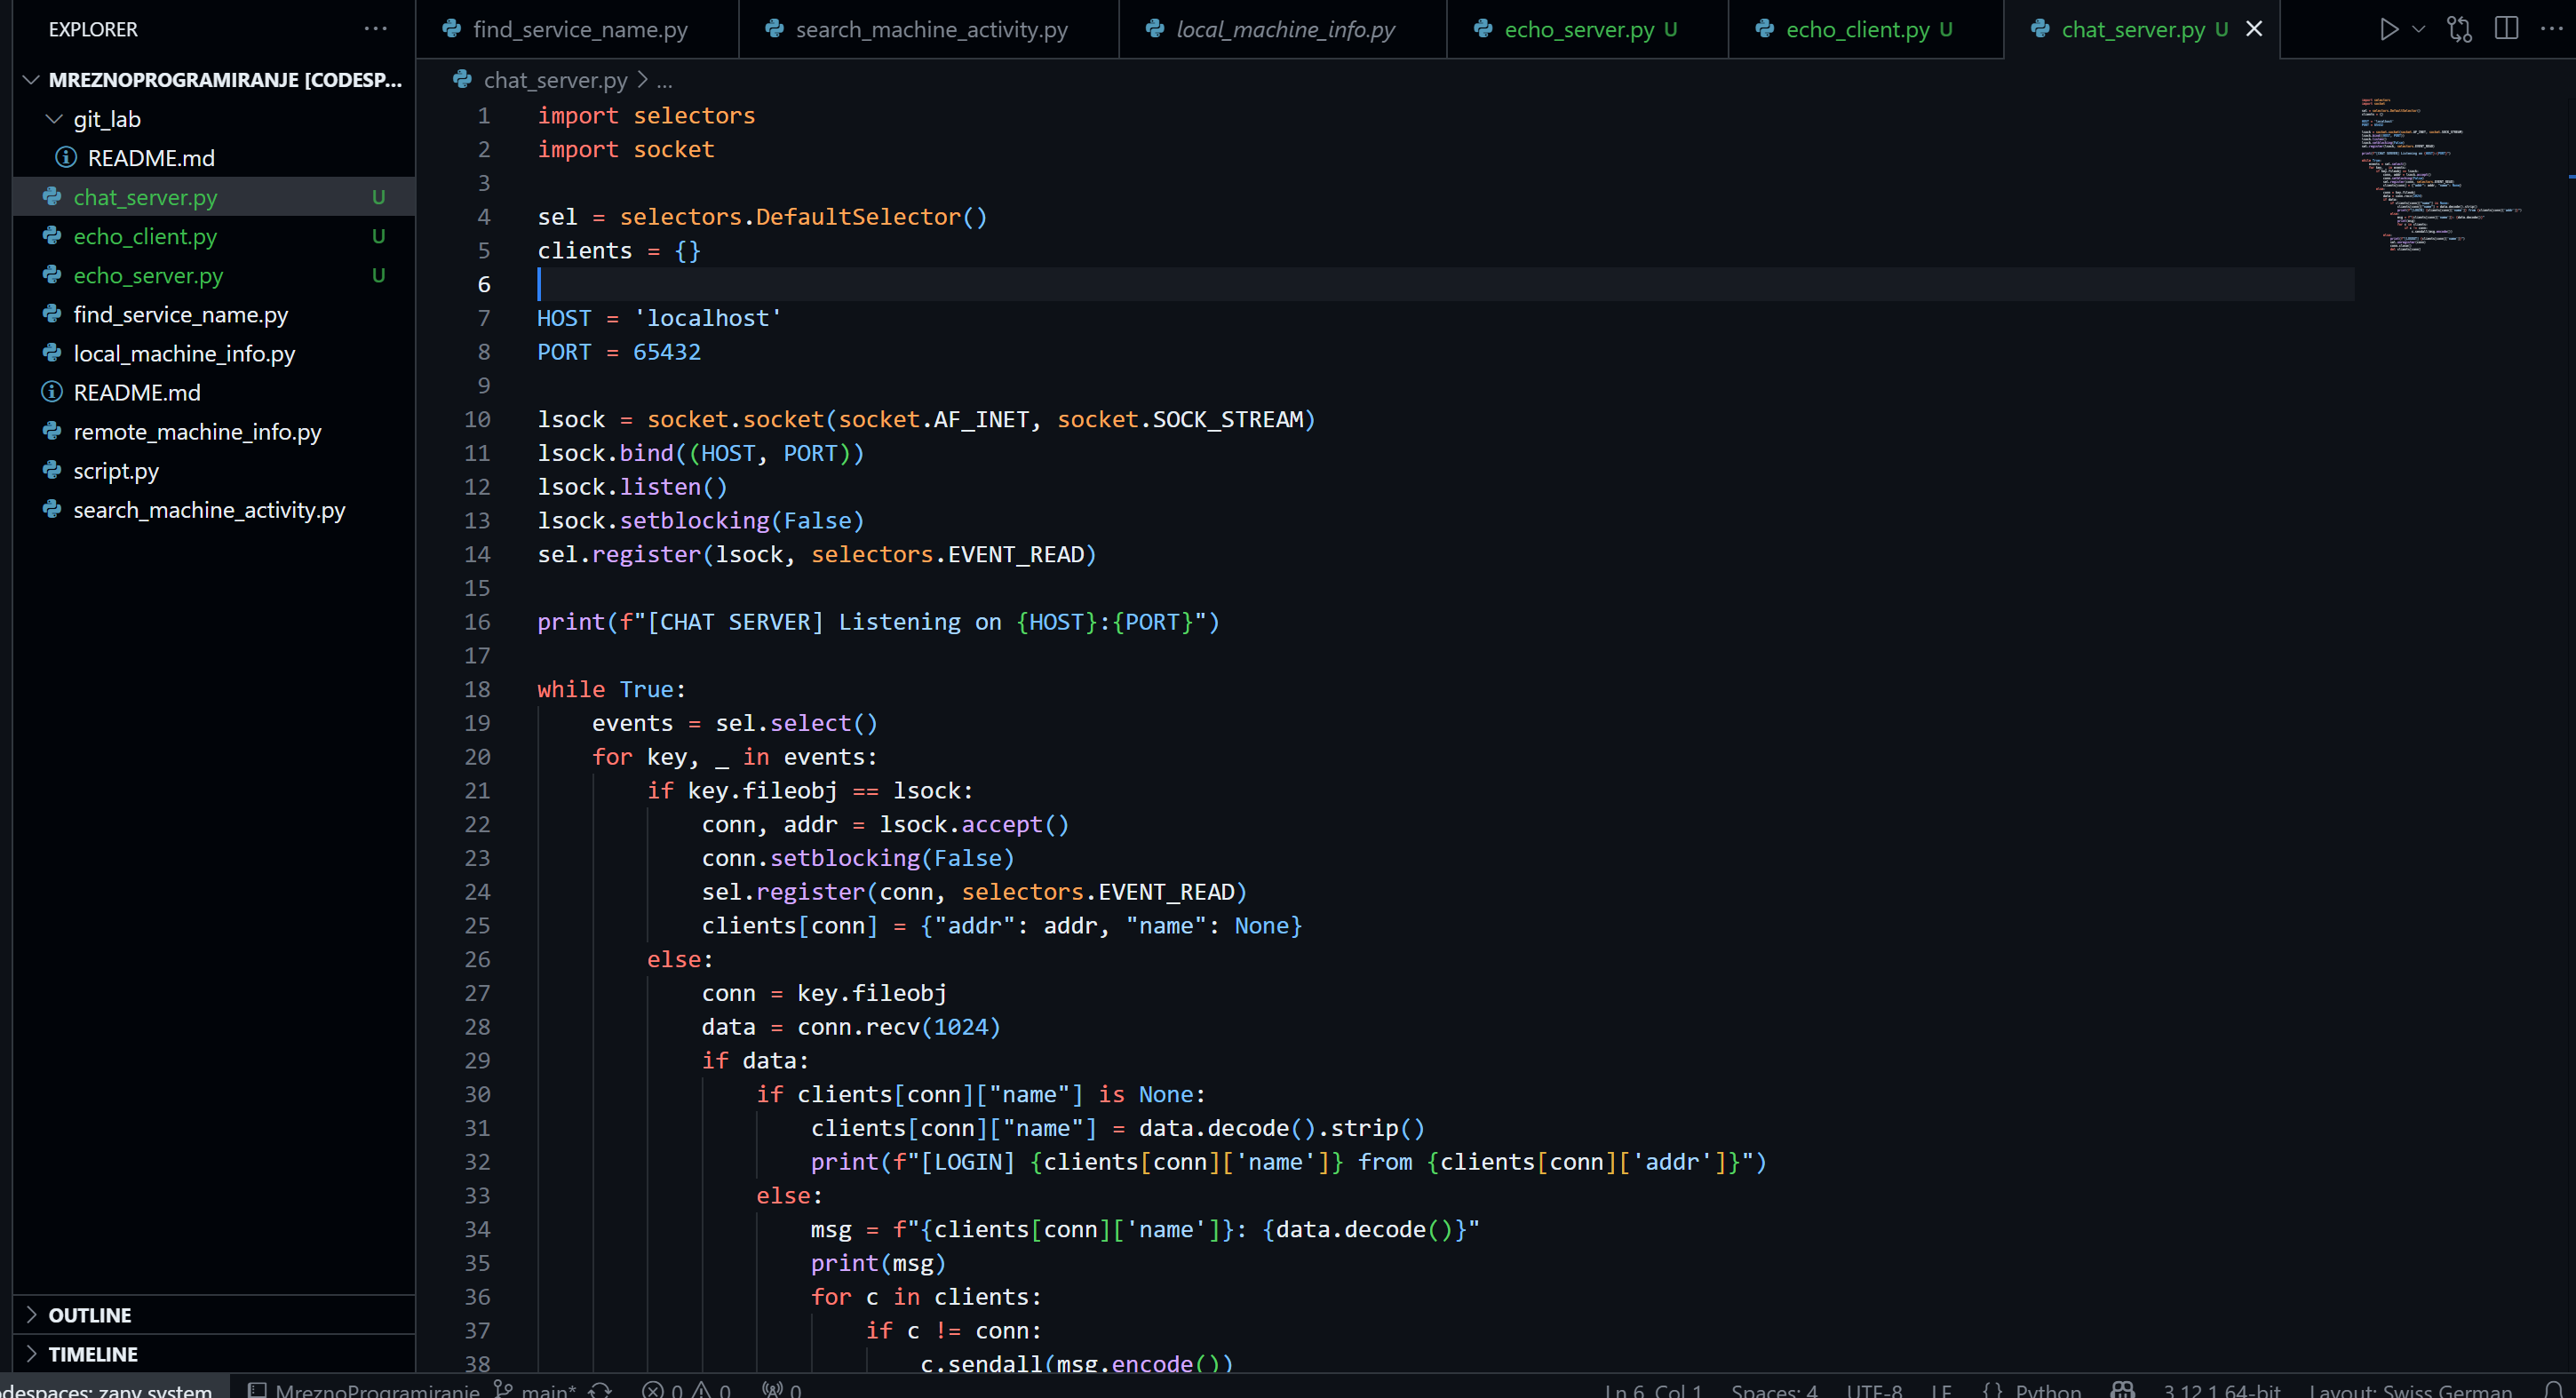 EXPLORER
MREZNOPROGRAMIRANJE [CODESP...
git_lab
README.md
chat_server.py U
echo_client.py U
echo_server.py U
find_service_name.py
local_machine_info.py
README.md
remote_machine_info.py
script.py
search_machine_activity.py
OUTLINE
TIMELINE
find_service_name.py
search_machine_activity.py
local_machine_info.py
echo_server.py U
echo_client.py U
chat_server.py U
chat_server.py > ...
1 import selectors
2 import socket
3
4 sel = selectors.DefaultSelector()
5 clients = {}
6
7 HOST = 'localhost'
8 PORT = 65432
9
10 lsock = socket.socket(socket.AF_INET, socket.SOCK_STREAM)
11 lsock.bind((HOST, PORT))
12 lsock.listen()
13 lsock.setblocking(False)
14 sel.register(lsock, selectors.EVENT_READ)
15
16 print(f"[CHAT SERVER] Listening on {HOST}:{PORT}")
17
18 while True:
19     events = sel.select()
20     for key, _ in events:
21         if key.fileobj == lsock:
22             conn, addr = lsock.accept()
23             conn.setblocking(False)
24             sel.register(conn, selectors.EVENT_READ)
25             clients[conn] = {"addr": addr, "name": None}
26         else:
27             conn = key.fileobj
28             data = conn.recv(1024)
29             if data:
30                 if clients[conn]["name"] is None:
31                     clients[conn]["name"] = data.decode().strip()
32                     print(f"[LOGIN] {clients[conn]['name']} from {clients[conn]['addr']}")
33                 else:
34                     msg = f"{clients[conn]['name']}: {data.decode()}"
35                     print(msg)
36                     for c in clients:
37                         if c != conn:
38                             c.sendall(msg.encode())
despaces: zany system MreznoProgramiranje main* 0 0 0 Ln 6, Col 1 Spaces: 4 UTF-8 LF {} Python 3.12.1 64-bit Layout: Swiss German